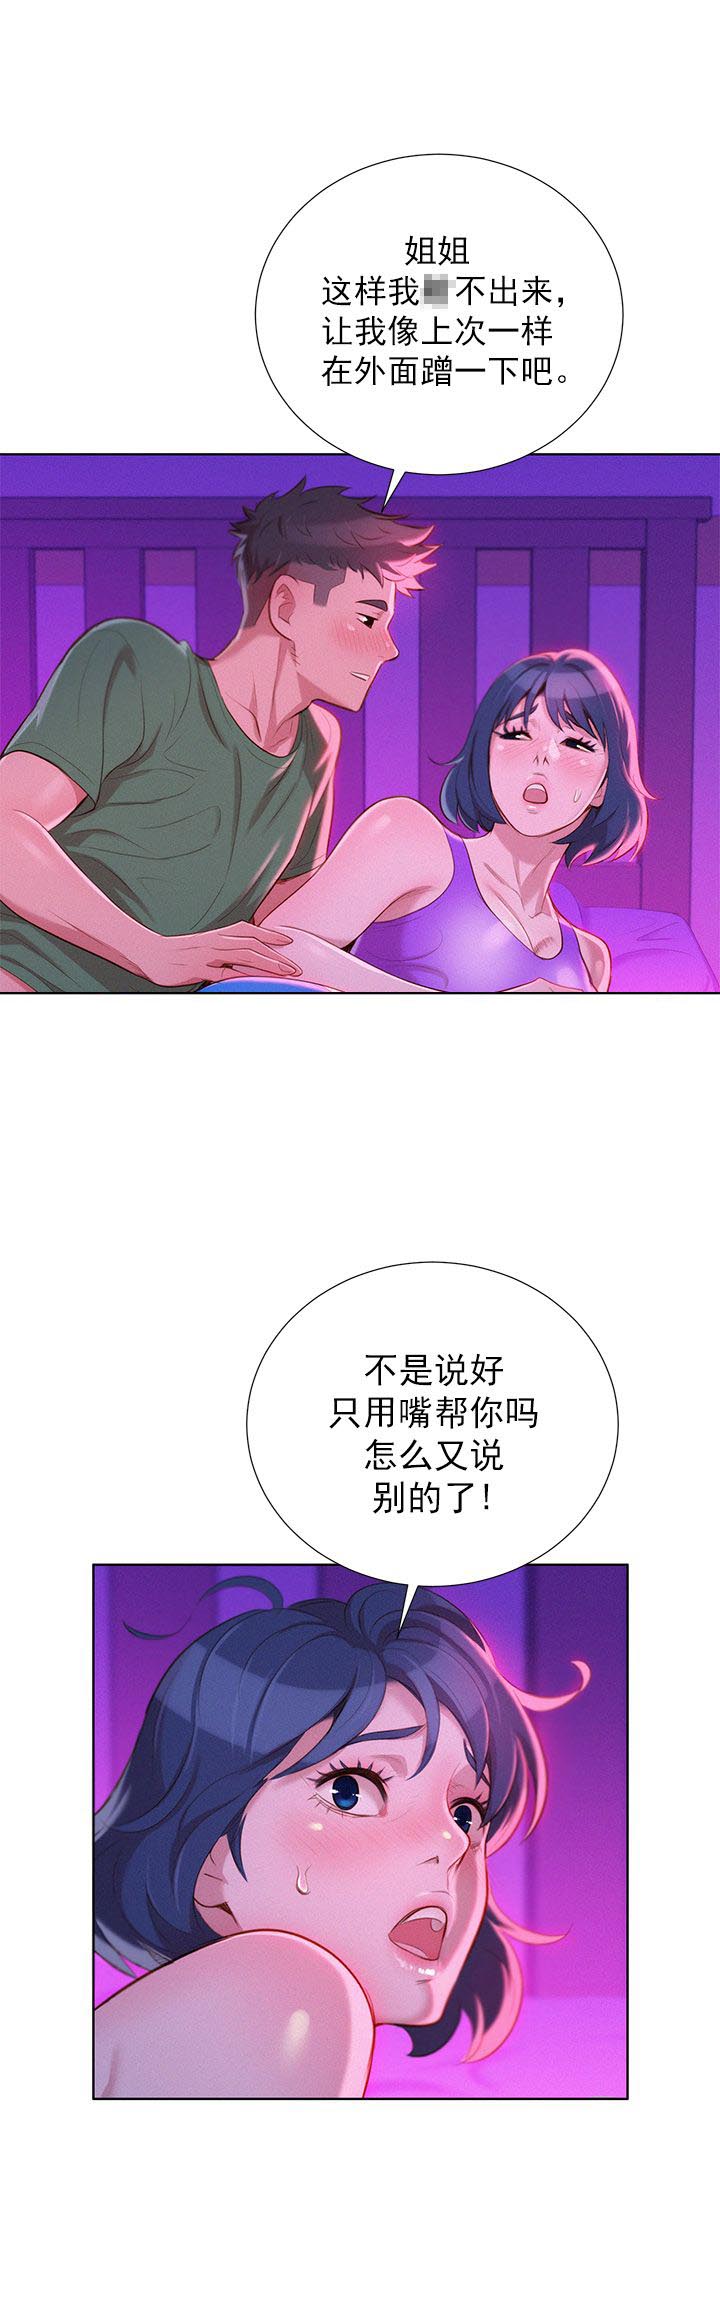 姐姐
这样我不出来，
让我像上次一样
在外面蹭一下吧。
不是说好
只用嘴帮你吗
怎么又说
别的了！